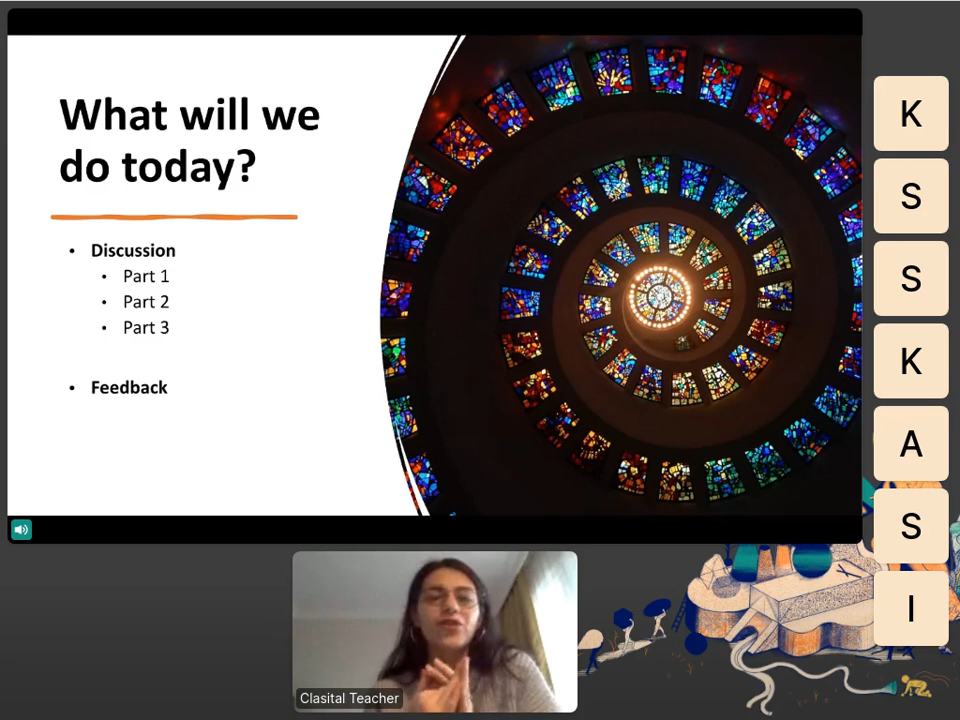 What will we
do today?
• Discussion
• Part 1
• Part 2
• Part 3
• Feedback
K
S
S
K
A
S
I
Clasital Teacher